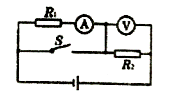 R₁ A V
S R₂